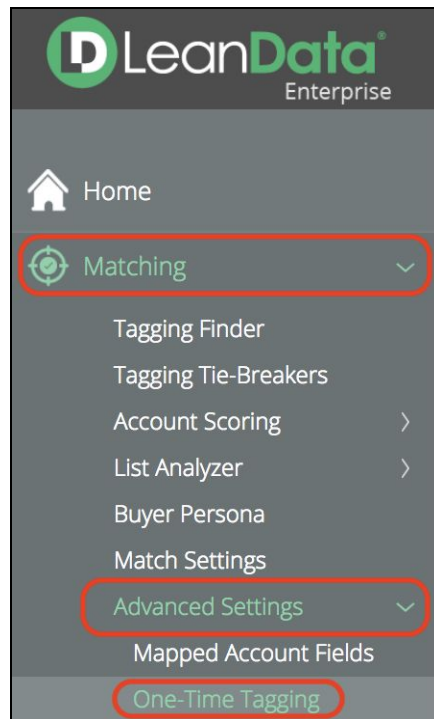 LeanData®
Enterprise
Home
Matching
Tagging Finder
Tagging Tie-Breakers
Account Scoring
List Analyzer
Buyer Persona
Match Settings
Advanced Settings
Mapped Account Fields
One-Time Tagging